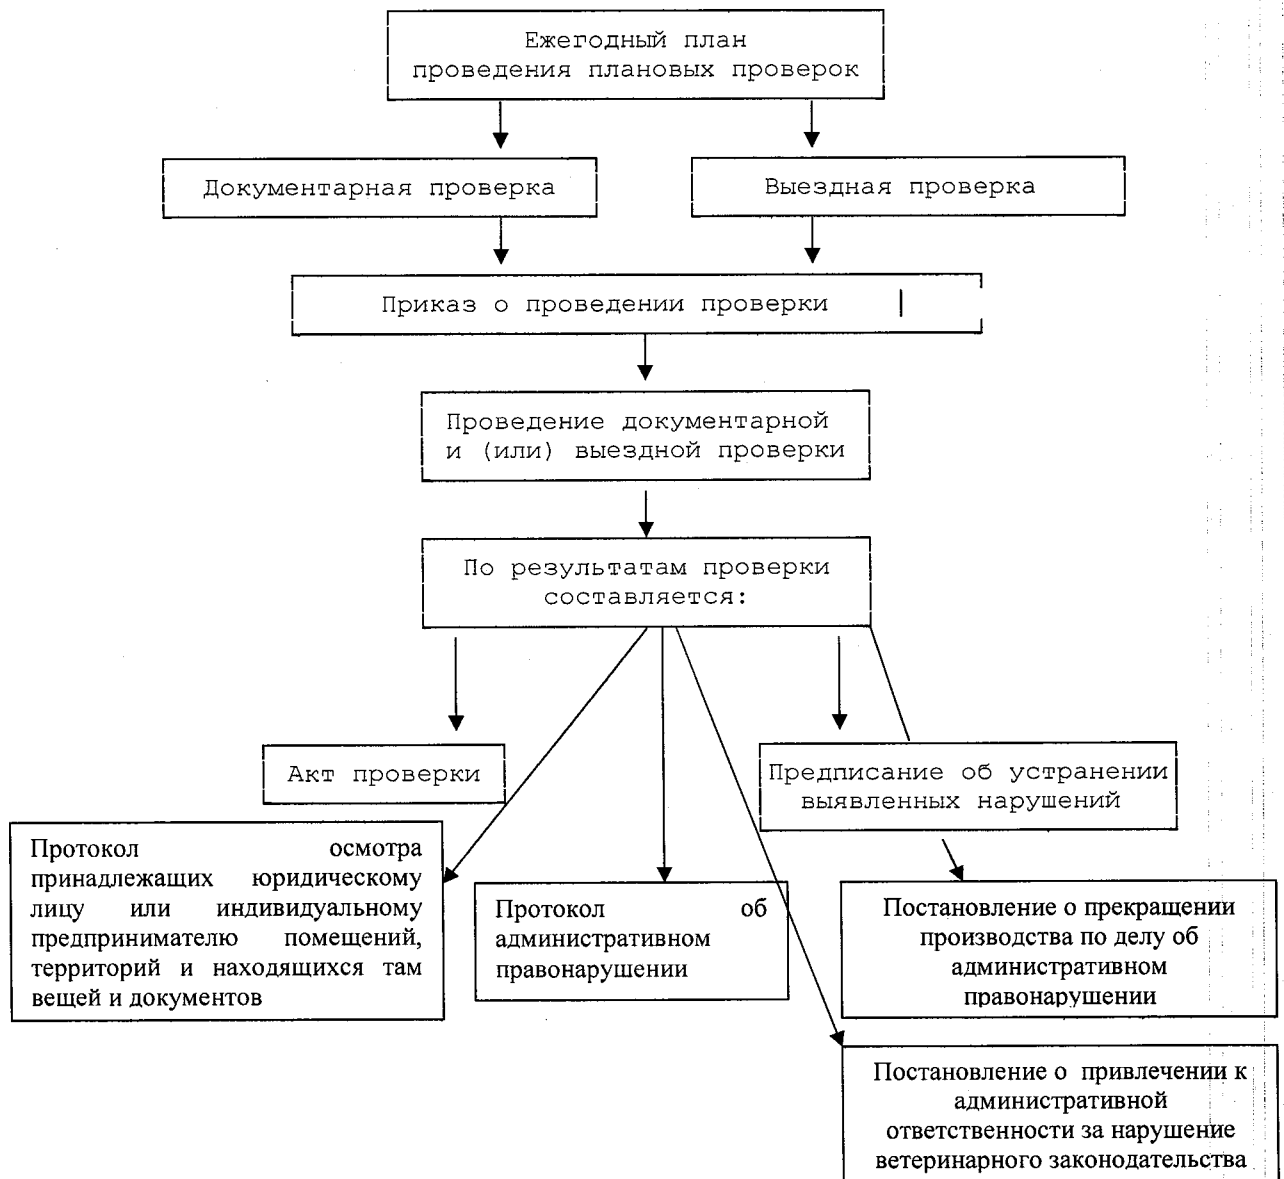 Ежегодный план
проведения плановых проверок
Документарная проверка
Выездная проверка
Приказ о проведении проверки
Проведение документарной
и (или) выездной проверки
По результатам проверки
составляется:
Акт проверки
Предписание об устранении
выявленных нарушений
Протокол осмотра
принадлежащих юридическому
лицу или индивидуальному
предпринимателю помещений,
территорий и находящихся там
вещей и документов
Протокол об
административном
правонарушении
Постановление о прекращении
производства по делу об
административном
правонарушении
Постановление о привлечении к
административной
ответственности за нарушение
ветеринарного законодательства